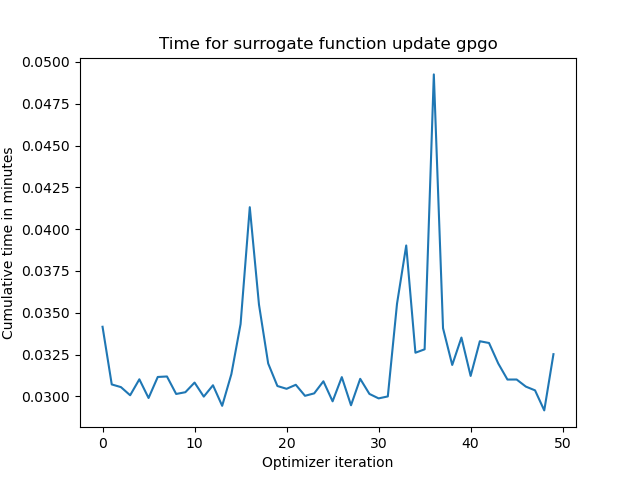 Time for surrogate function update gpgo
Cumulative time in minutes
0.0500
0.0475
0.0450
0.0425
0.0400
0.0375
0.0350
0.0325
0.0300
0 10 20 30 40 50
Optimizer iteration